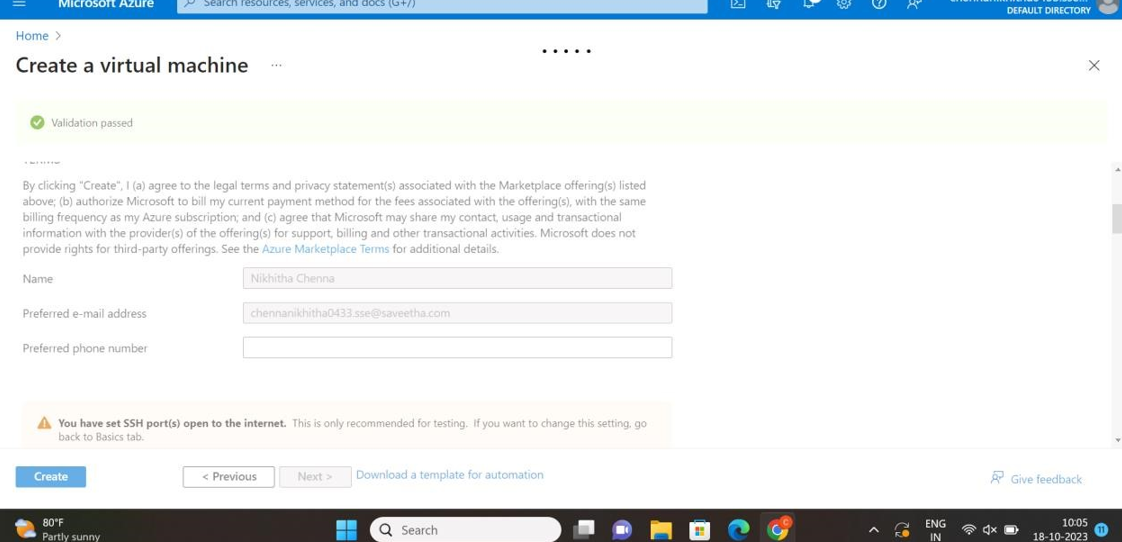 Microsoft Azure
Search resources, services, and docs (G+/)
DEFAULT DIRECTORY
Home >
Create a virtual machine
...
Validation passed
TERMS
By clicking "Create", I (a) agree to the legal terms and privacy statement(s) associated with the Marketplace offering(s) listed
above; (b) authorize Microsoft to bill my current payment method for the fees associated with the offering(s), with the same
billing frequency as my Azure subscription; and (c) agree that Microsoft may share my contact, usage and transactional
information with the provider(s) of the offering(s) for support, billing and other transactional activities. Microsoft does not
provide rights for third-party offerings. See the Azure Marketplace Terms for additional details.
Name
Nikhitha Chenna
Preferred e-mail address
chennanikhitha0433.sse@saveetha.com
Preferred phone number
You have set SSH port(s) open to the internet. This is only recommended for testing. If you want to change this setting, go
back to Basics tab.
Create
< Previous
Next >
Download a template for automation
Give feedback
80°F
Partly sunny
Search
C
ENG
IN
10:05
18-10-2023
11